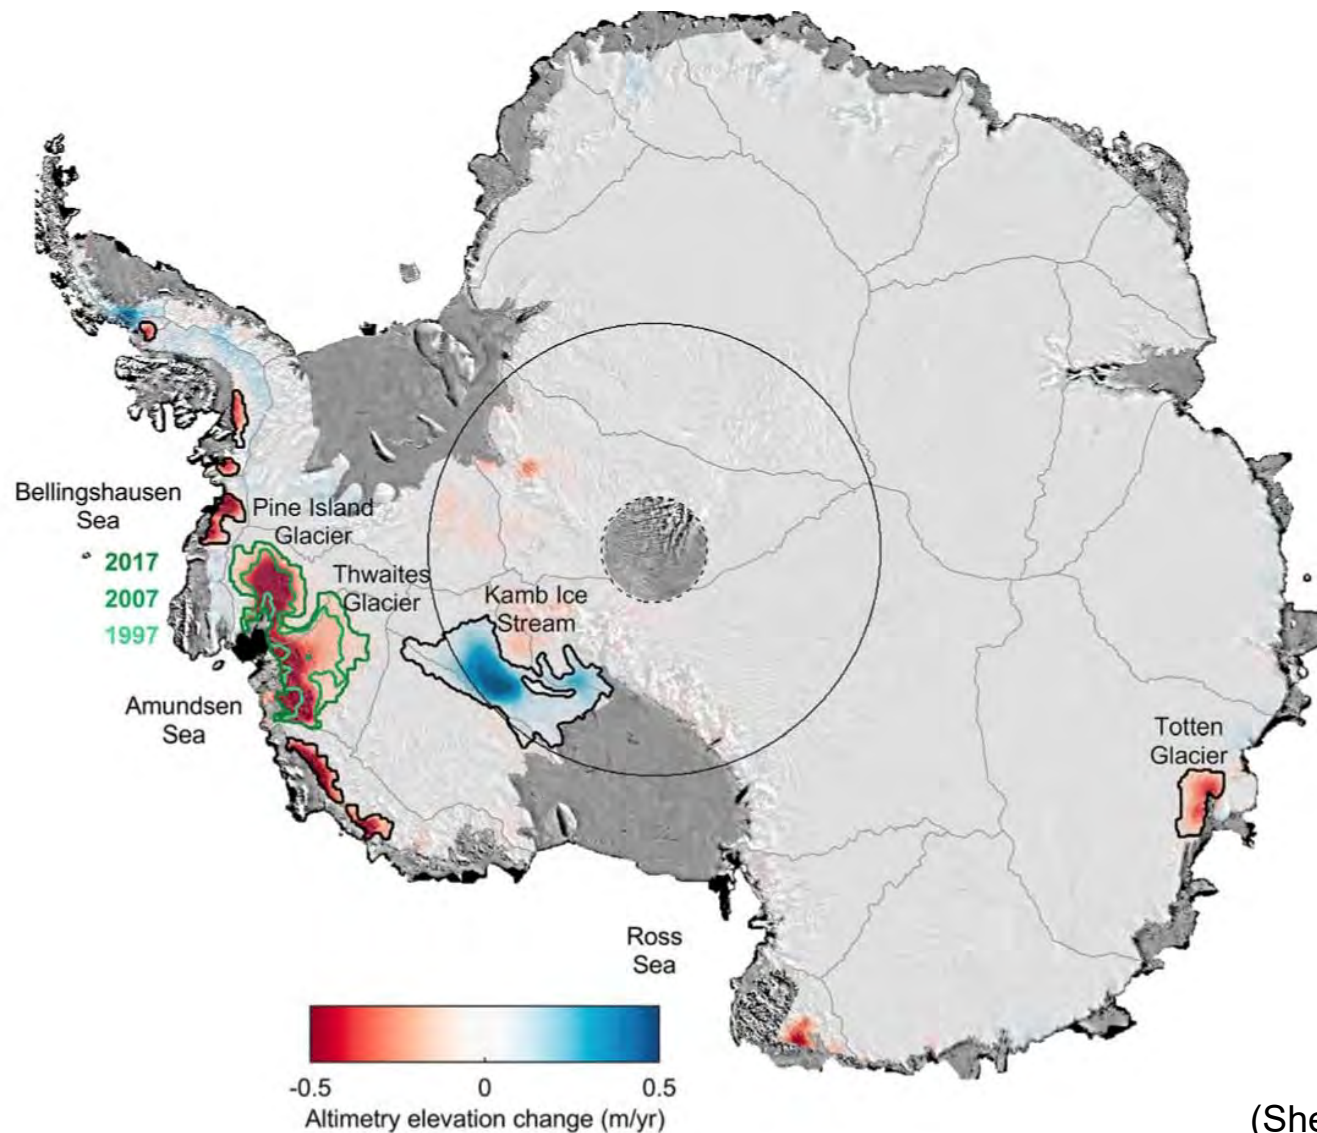 Bellingshausen
Sea
Pine Island
Glacier
2017
2007
1997
Thwaites
Glacier
Kamb Ice
Stream
Amundsen
Sea
Totten
Glacier
Ross
Sea
-0.5
0
0.5
Altimetry elevation change (m/yr)
(She